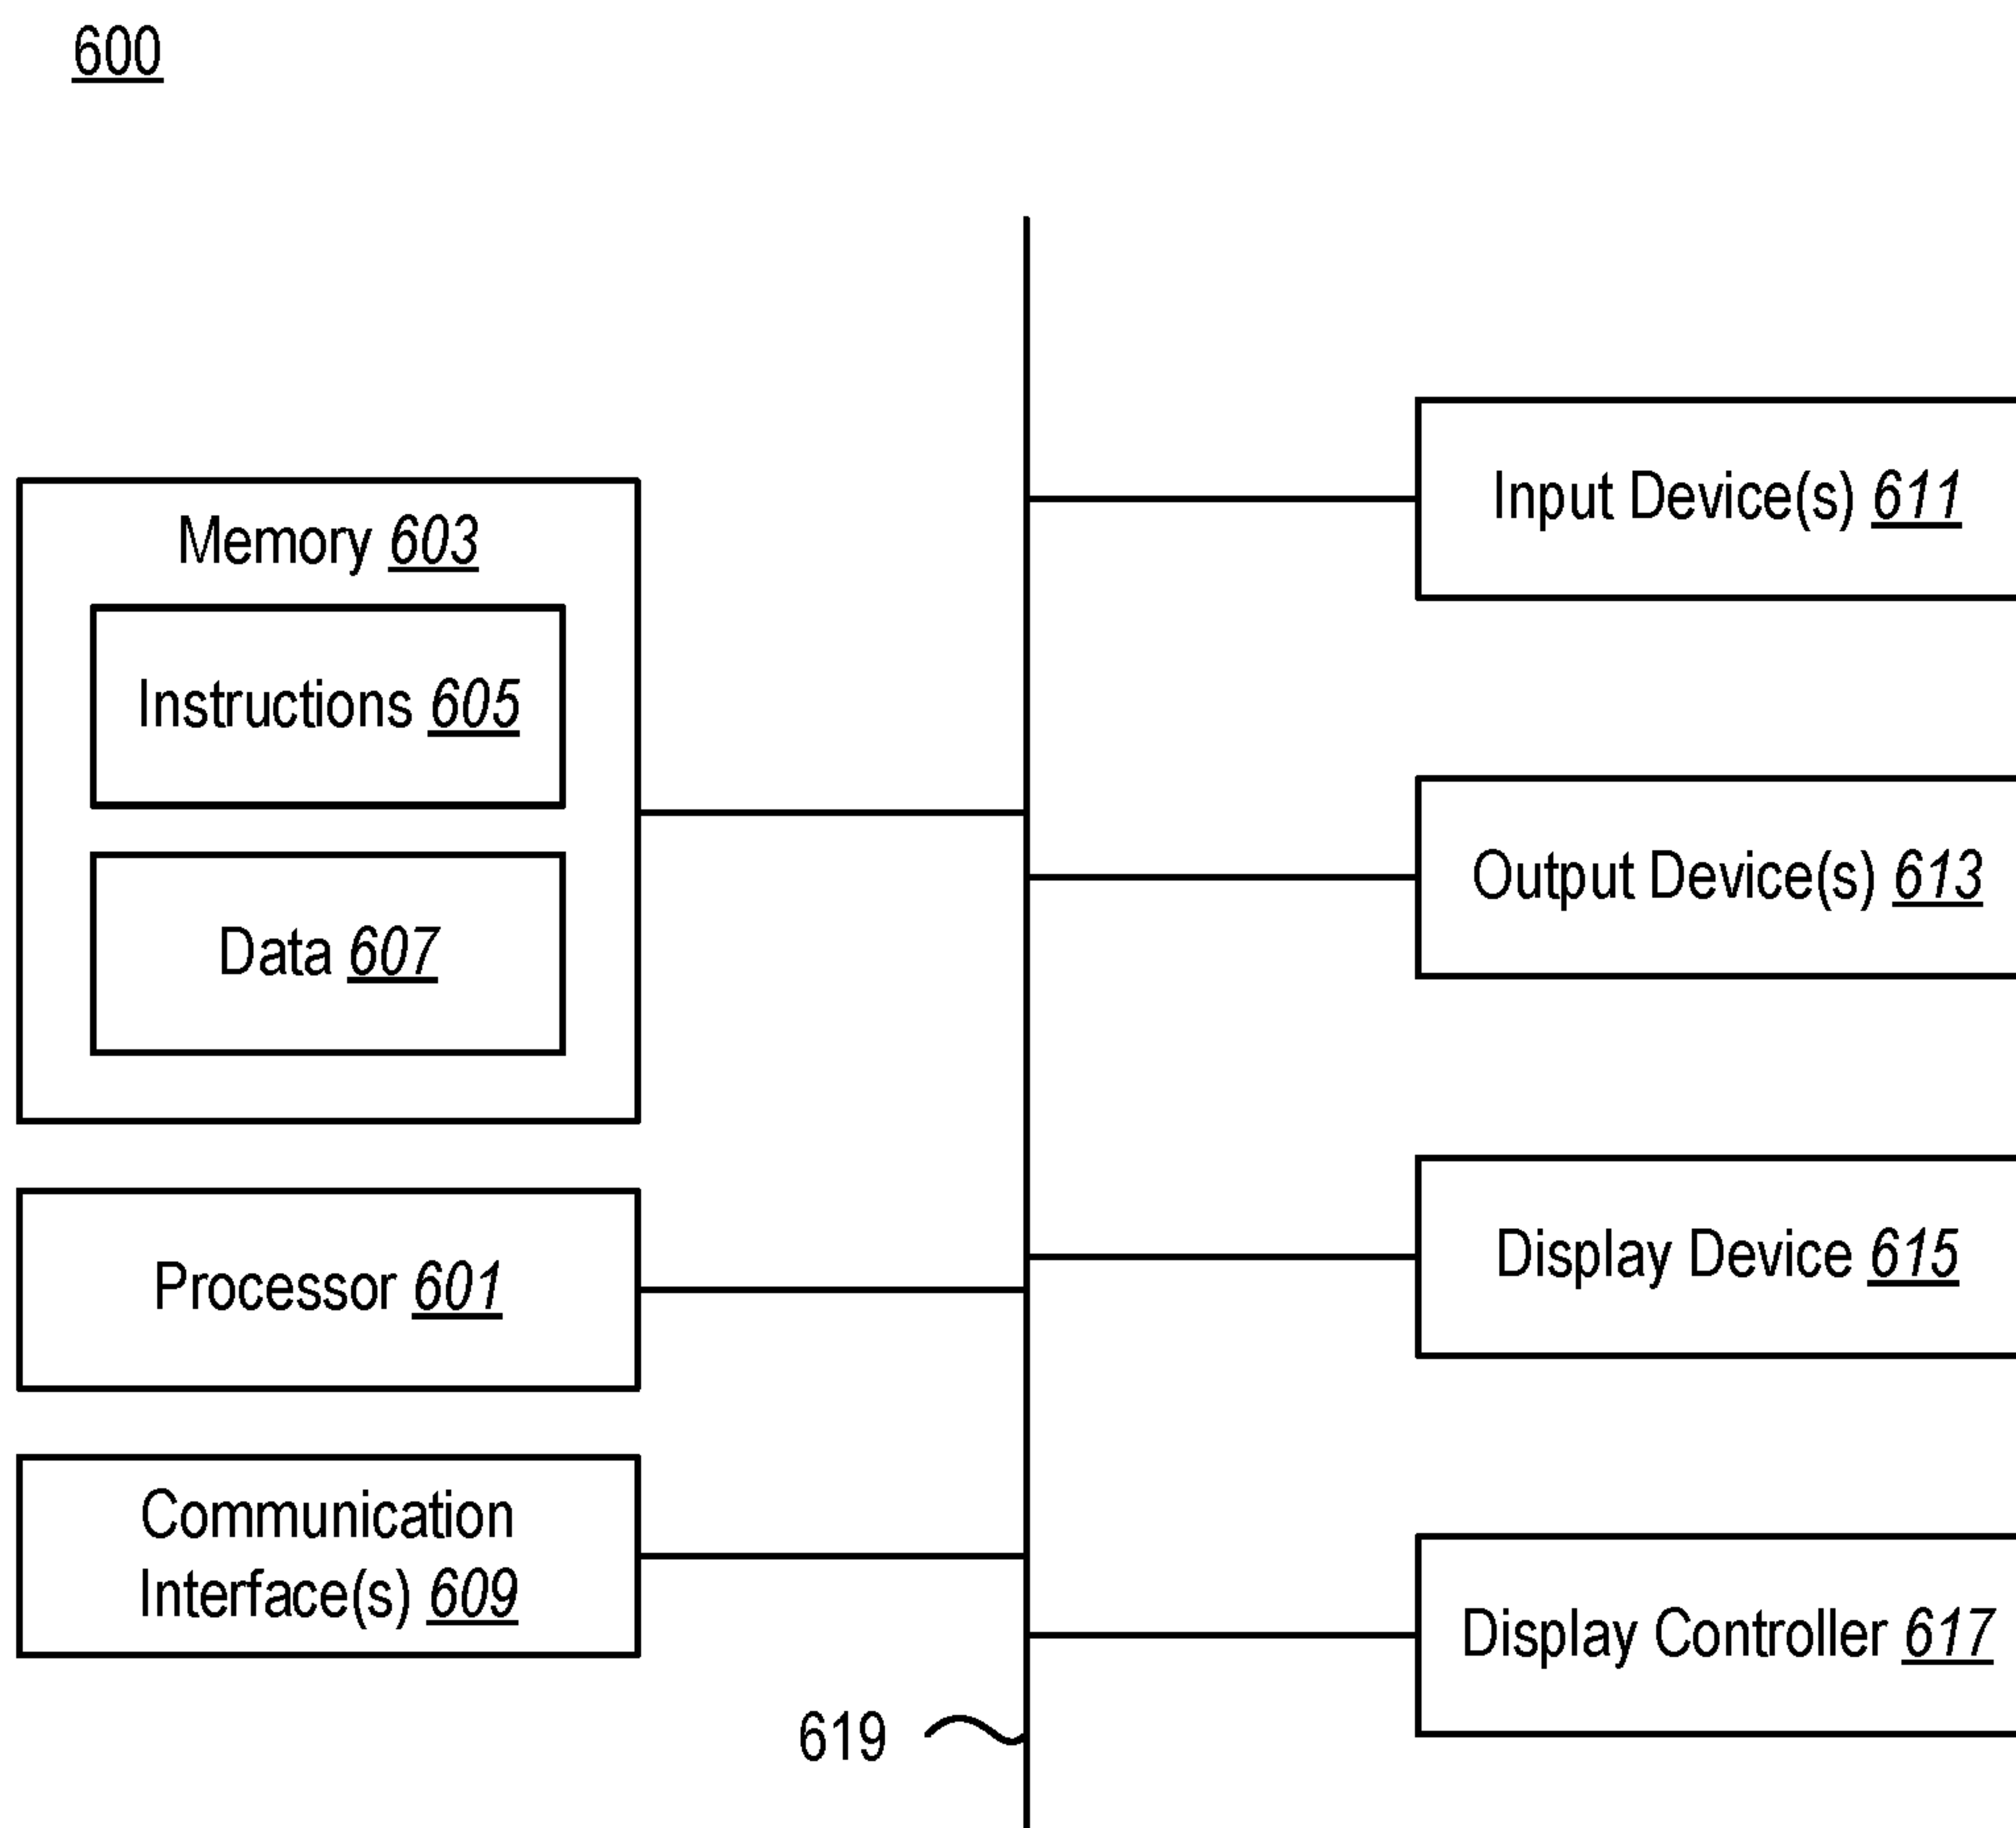 600
Memory 603
Instructions 605
Data 607
Processor 601
Communication
Interface(s) 609
Input Device(s) 611
Output Device(s) 613
Display Device 615
Display Controller 617
619